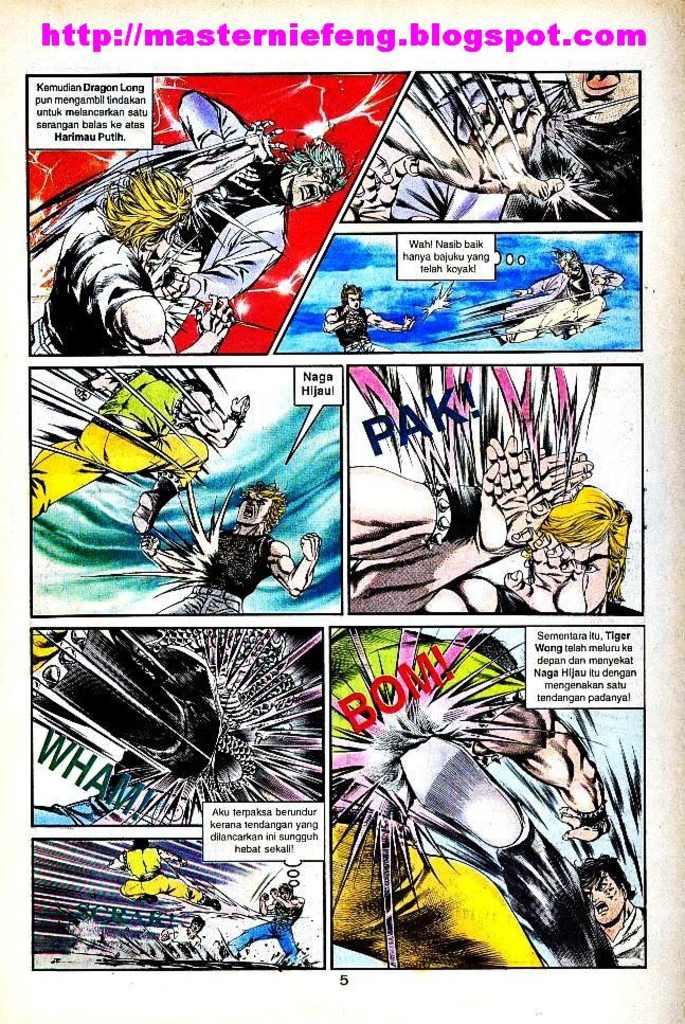 http://masterniefeng.blogspot.com
Kemudian Dragon Long
pun mengambil tindakan
untuk melancarkan satu
serangan balas ke atas
Harimau Putih.
Wah! Nasib baik
hanya bajuku yang
telah koyak!
Naga
Hijau!
PAK!
WHAM!
Aku terpaksa berundur
kerana tendangan yang
dilancarkan ini sungguh
hebat sekali!
BOM!
Sementara itu, Tiger
Wong telah meluru ke
depan dan menyekat
Naga Hijau itu dengan
mengenakan satu
tendangan padanya!
5